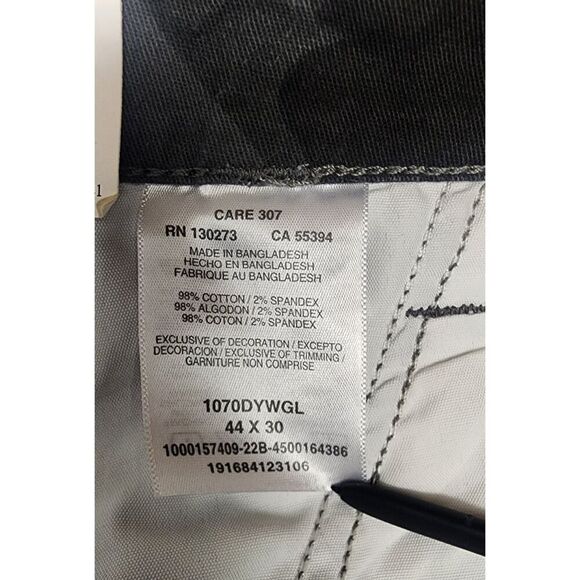 1
CARE 307
RN 130273 CA 55394
MADE IN BANGLADESH
HECHO EN BANGLADESH
FABRIQUE AU BANGLADESH
98% COTTON / 2% SPANDEX
98% ALGODON / 2% SPANDEX
98% COTON / 2% SPANDEX
EXCLUSIVE OF DECORATION / EXCEPTO
DECORACION / EXCLUSIVE OF TRIMMING /
GARNITURE NON COMPRISE
1070DYWGL
44 X 30
1000157409-22B-4500164386
191684123106